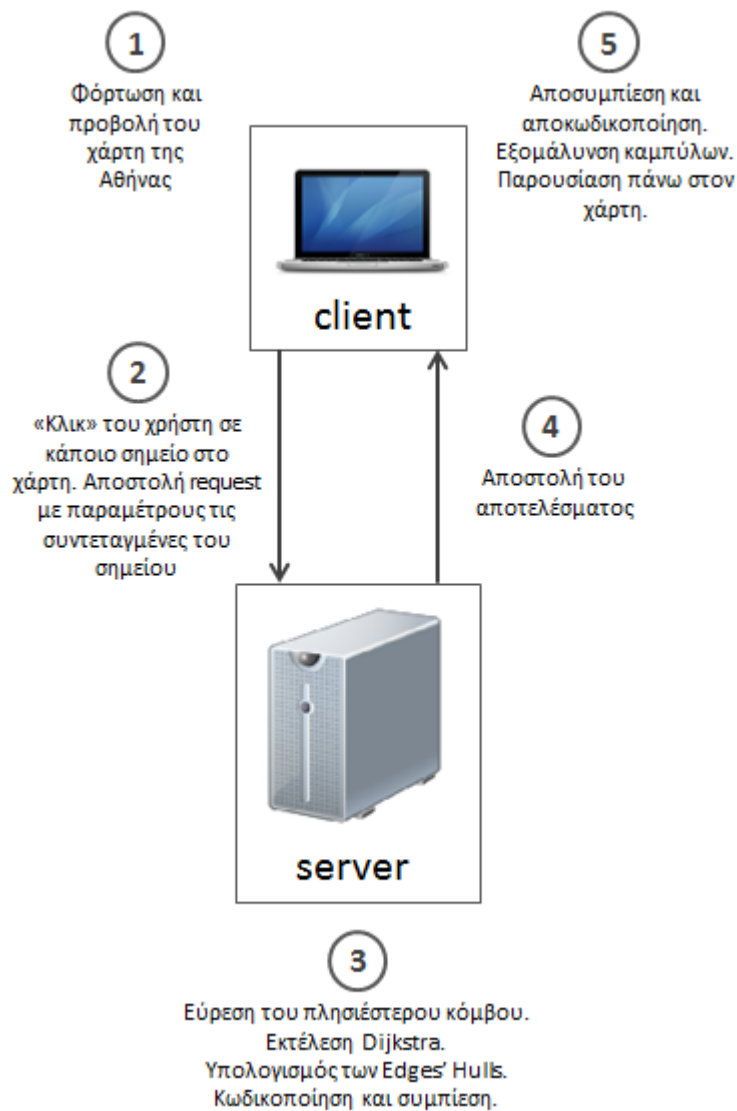 1
Φόρτωση και
προβολή του
χάρτη της
Αθήνας
5
Αποσυμπίεση και
αποκωδικοποίηση.
Εξομάλυνση καμπύλων.
Παρουσίαση πάνω στον
χάρτη.
client
2
«Κλικ» του χρήστη σε
κάποιο σημείο στο
χάρτη. Αποστολή request
με παραμέτρους τις
συντεταγμένες του
σημείου
4
Αποστολή του
αποτελέσματος
server
3
Εύρεση του πλησιέστερου κόμβου.
Εκτέλεση Dijkstra.
Υπολογισμός των Edges’ Hulls.
Κωδικοποίηση και συμπίεση.